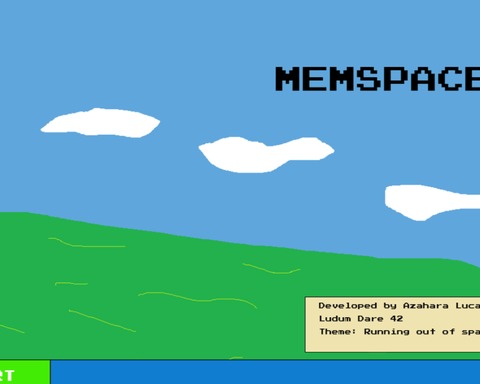 MEMSPACE
Developed by Azahara Luca
Ludum Dare 42
Theme: Running out of spa
RT